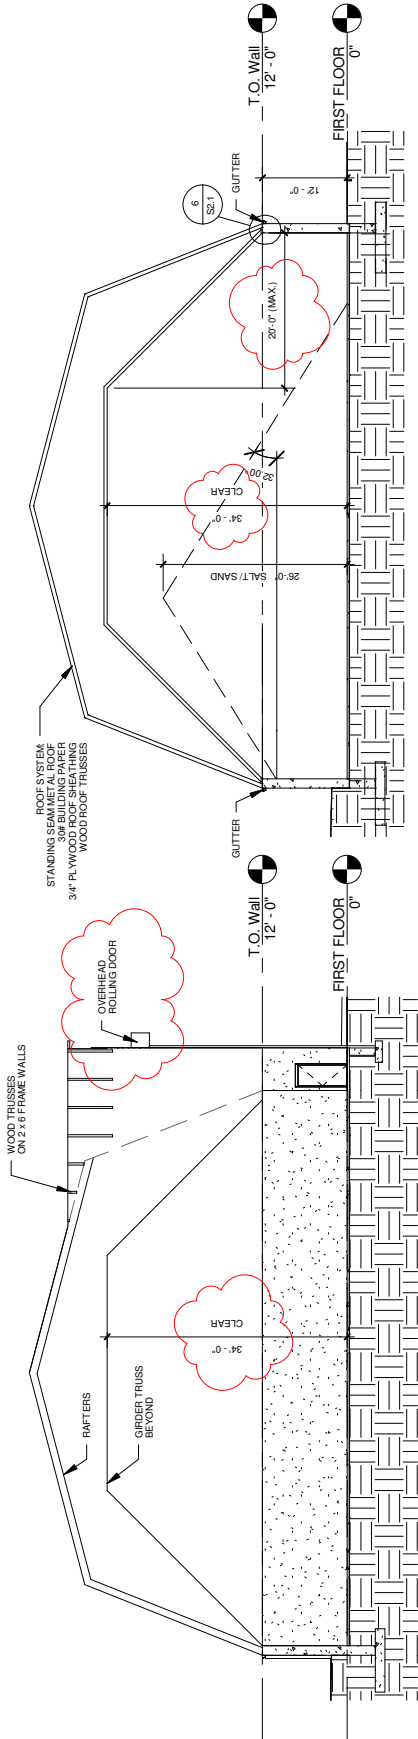 WOOD TRUSSES
ON 2 x 6 FRAME WALLS
OVERHEAD
ROLLING DOOR
RAFTERS
GIRDER TRUSS
BEYOND
34' - 0"
CLEAR
T.O. Wall
12' - 0"
FIRST FLOOR
0"
ROOF SYSTEM:
STANDING SEAM METAL ROOF
30# BUILDING PAPER
3/4" PLYWOOD ROOF SHEATHING
WOOD ROOF TRUSSES
GUTTER
26'-0" SALT/SAND
34' - 0"
CLEAR
32.00°
20'-0" (MAX.)
6
S2.1
GUTTER
12' - 0"
T.O. Wall
12' - 0"
FIRST FLOOR
0"